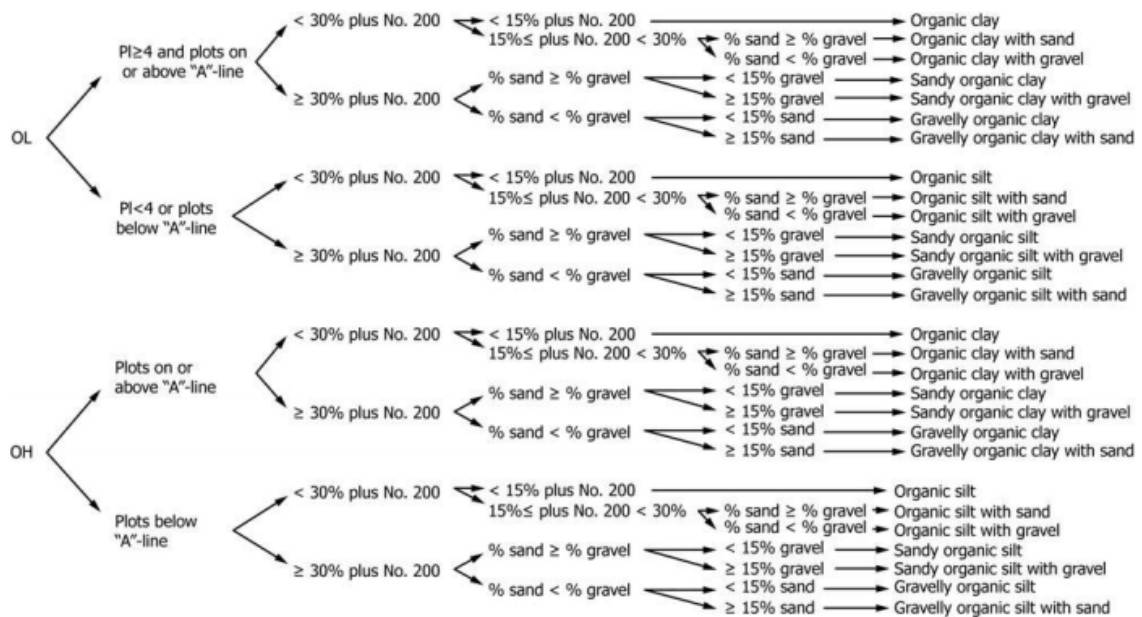 OL
PI≥4 and plots on
or above “A”-line
< 30% plus No. 200
< 15% plus No. 200
Organic clay
15%≤ plus No. 200 < 30%
% sand ≥ % gravel
Organic clay with sand
% sand < % gravel
Organic clay with gravel
≥ 30% plus No. 200
% sand ≥ % gravel
< 15% gravel
Sandy organic clay
≥ 15% gravel
Sandy organic clay with gravel
% sand < % gravel
< 15% sand
Gravelly organic clay
≥ 15% sand
Gravelly organic clay with sand
PI<4 or plots
below “A”-line
< 30% plus No. 200
< 15% plus No. 200
Organic silt
15%≤ plus No. 200 < 30%
% sand ≥ % gravel
Organic silt with sand
% sand < % gravel
Organic silt with gravel
≥ 30% plus No. 200
% sand ≥ % gravel
< 15% gravel
Sandy organic silt
≥ 15% gravel
Sandy organic silt with gravel
% sand < % gravel
< 15% sand
Gravelly organic silt
≥ 15% sand
Gravelly organic silt with sand
OH
Plots on or
above “A”-line
< 30% plus No. 200
< 15% plus No. 200
Organic clay
15%≤ plus No. 200 < 30%
% sand ≥ % gravel
Organic clay with sand
% sand < % gravel
Organic clay with gravel
≥ 30% plus No. 200
% sand ≥ % gravel
< 15% gravel
Sandy organic clay
≥ 15% gravel
Sandy organic clay with gravel
% sand < % gravel
< 15% sand
Gravelly organic clay
≥ 15% sand
Gravelly organic clay with sand
Plots below
“A”-line
< 30% plus No. 200
< 15% plus No. 200
Organic silt
15%≤ plus No. 200 < 30%
% sand ≥ % gravel
Organic silt with sand
% sand < % gravel
Organic silt with gravel
≥ 30% plus No. 200
% sand ≥ % gravel
< 15% gravel
Sandy organic silt
≥ 15% gravel
Sandy organic silt with gravel
% sand < % gravel
< 15% sand
Gravelly organic silt
≥ 15% sand
Gravelly organic silt with sand